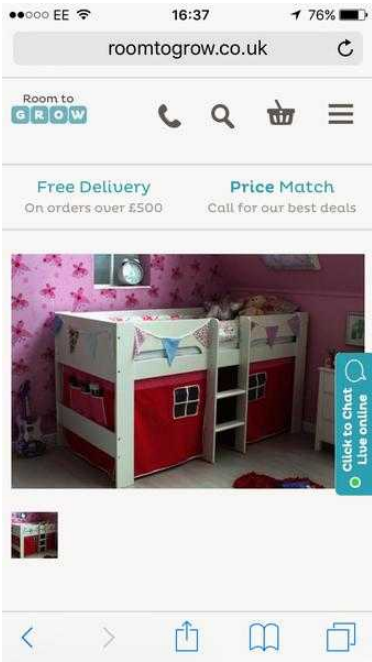 EE 16:37 76%
roomtogrow.co.uk
Room to
GROW
Free Delivery
On orders over £500
Price Match
Call for our best deals
Click to Chat
Live online